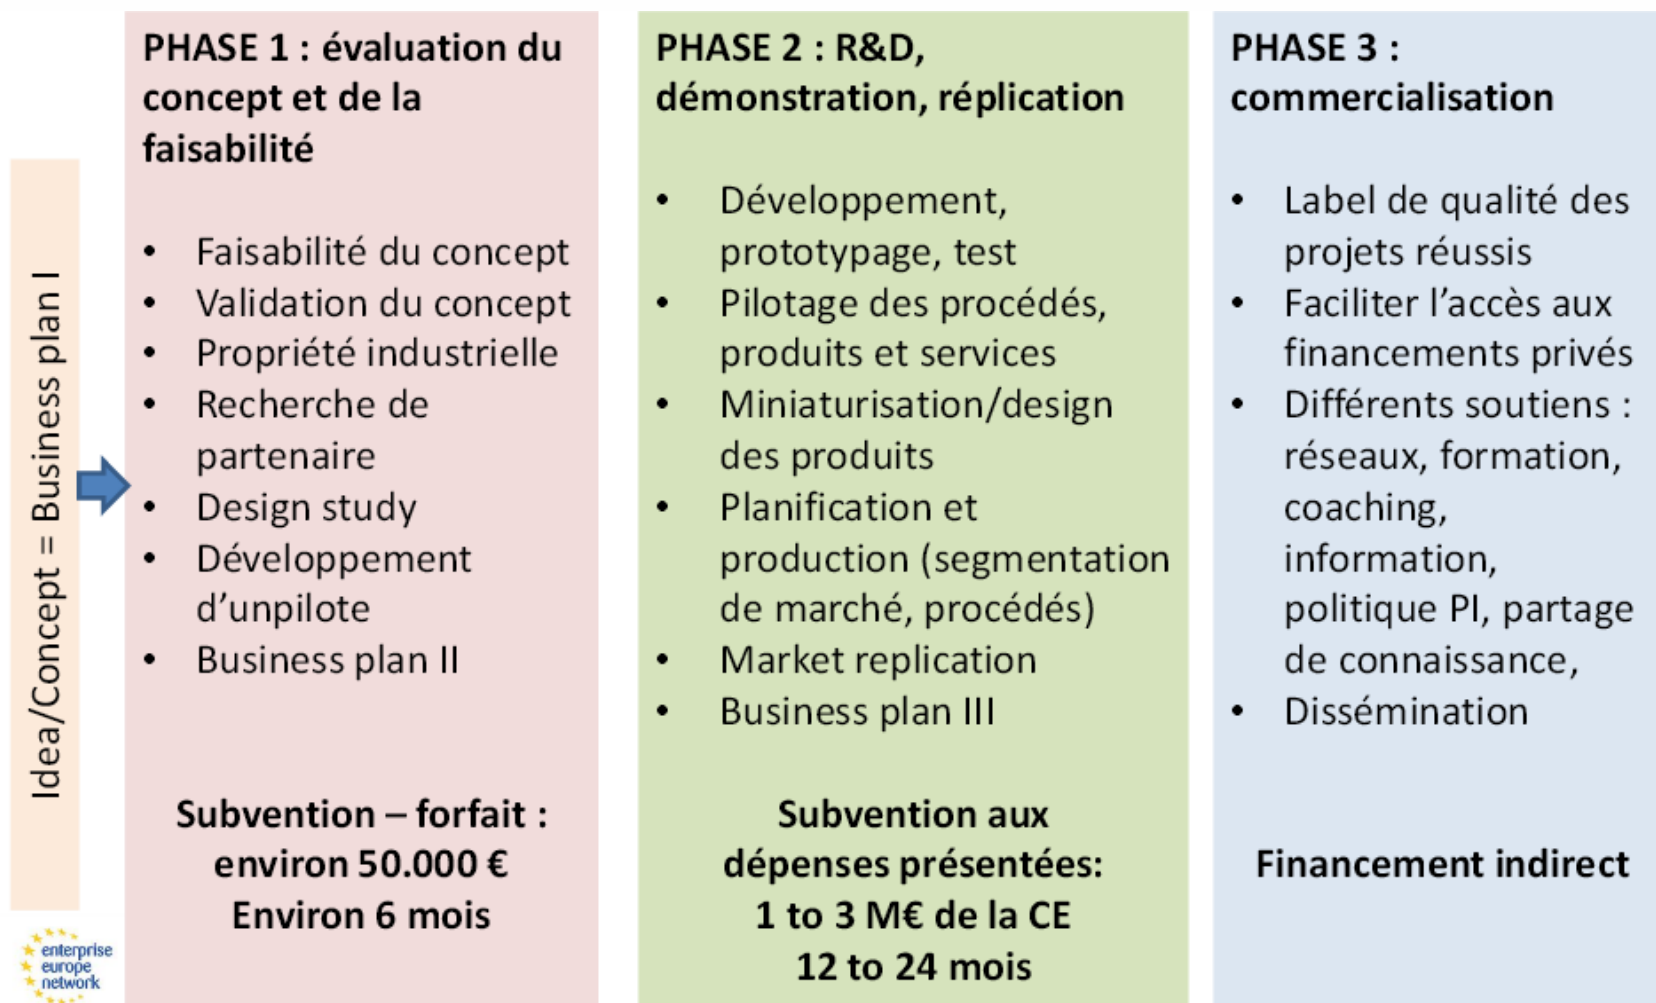 Idea/Concept = Business plan I
PHASE 1 : évaluation du
concept et de la
faisabilité
• Faisabilité du concept
• Validation du concept
• Propriété industrielle
• Recherche de
partenaire
• Design study
• Développement
d’unpilote
• Business plan II
Subvention – forfait :
environ 50.000 €
Environ 6 mois
PHASE 2 : R&D,
démonstration, réplication
• Développement,
prototypage, test
• Pilotage des procédés,
produits et services
• Miniaturisation/design
des produits
• Planification et
production (segmentation
de marché, procédés)
• Market replication
• Business plan III
Subvention aux
dépenses présentées:
1 to 3 M€ de la CE
12 to 24 mois
PHASE 3 :
commercialisation
• Label de qualité des
projets réussis
• Faciliter l’accès aux
financements privés
• Différents soutiens :
réseaux, formation,
coaching,
information,
politique PI, partage
de connaissance,
• Dissémination
Financement indirect
enterprise
europe
network